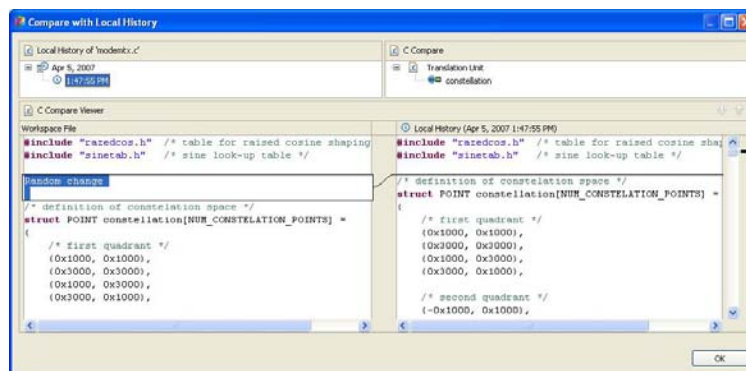 Compare with Local History
Local History of 'modemtx.c'
Apr 5, 2007
1:47:55 PM
C Compare
Translation Unit
constellation
C Compare Viewer
Workspace File
#include "razedcos.h" /* table for raised cosine shaping
#include "sinetab.h" /* sine look-up table */
Random change
/* definition of constelation space */
struct POINT constellation[NUM_CONSTELATION_POINTS] =
{
/* first quadrant */
(0x1000, 0x1000),
(0x3000, 0x3000),
(0x1000, 0x3000),
(0x3000, 0x1000),
Local History (Apr 5, 2007 1:47:55 PM)
#include "razedcos.h" /* table for raised cosine shap
#include "sinetab.h" /* sine look-up table */
/* definition of constelation space */
struct POINT constellation[NUM_CONSTELATION_POINTS] =
{
/* first quadrant */
(0x1000, 0x1000),
(0x3000, 0x3000),
(0x1000, 0x3000),
(0x3000, 0x1000),
/* second quadrant */
(-0x1000, 0x1000),
OK